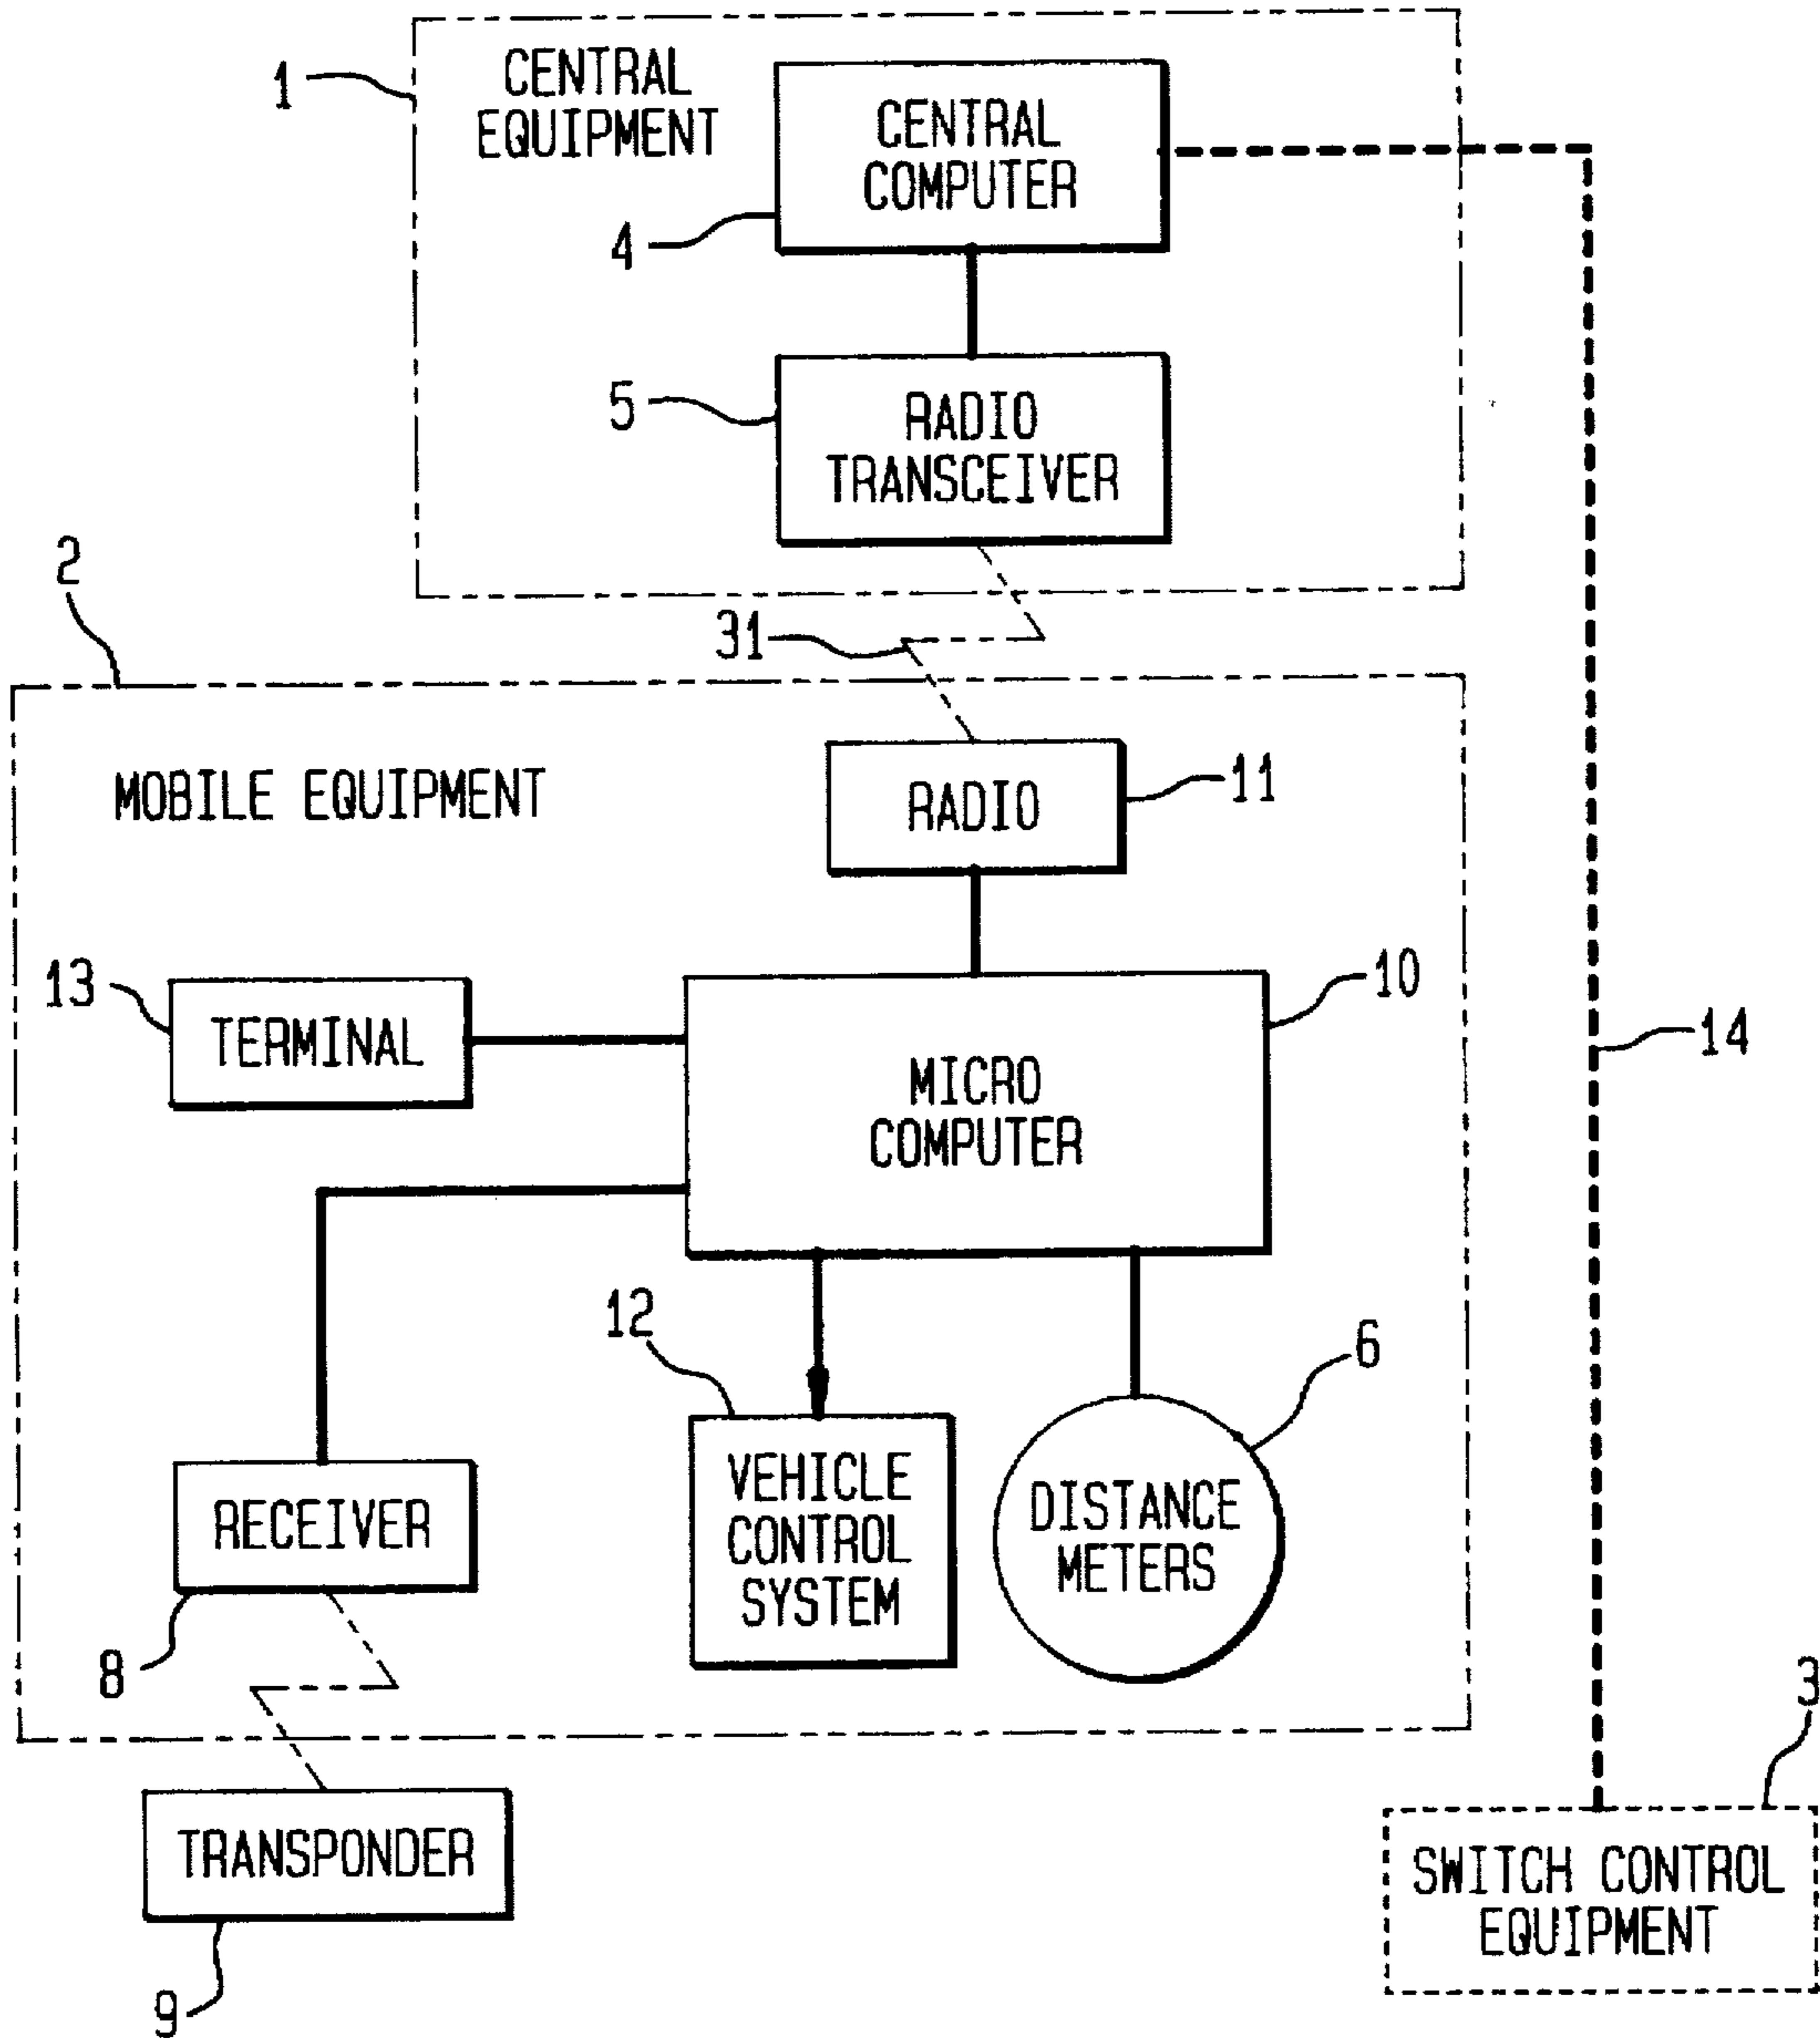 1
CENTRAL
EQUIPMENT
CENTRAL
COMPUTER
4
5
RADIO
TRANSCEIVER
2
31
MOBILE EQUIPMENT
RADIO
11
13
TERMINAL
10
MICRO
COMPUTER
14
12
6
VEHICLE
CONTROL
SYSTEM
DISTANCE
METERS
RECEIVER
8
3
TRANSPONDER
9
SWITCH CONTROL
EQUIPMENT